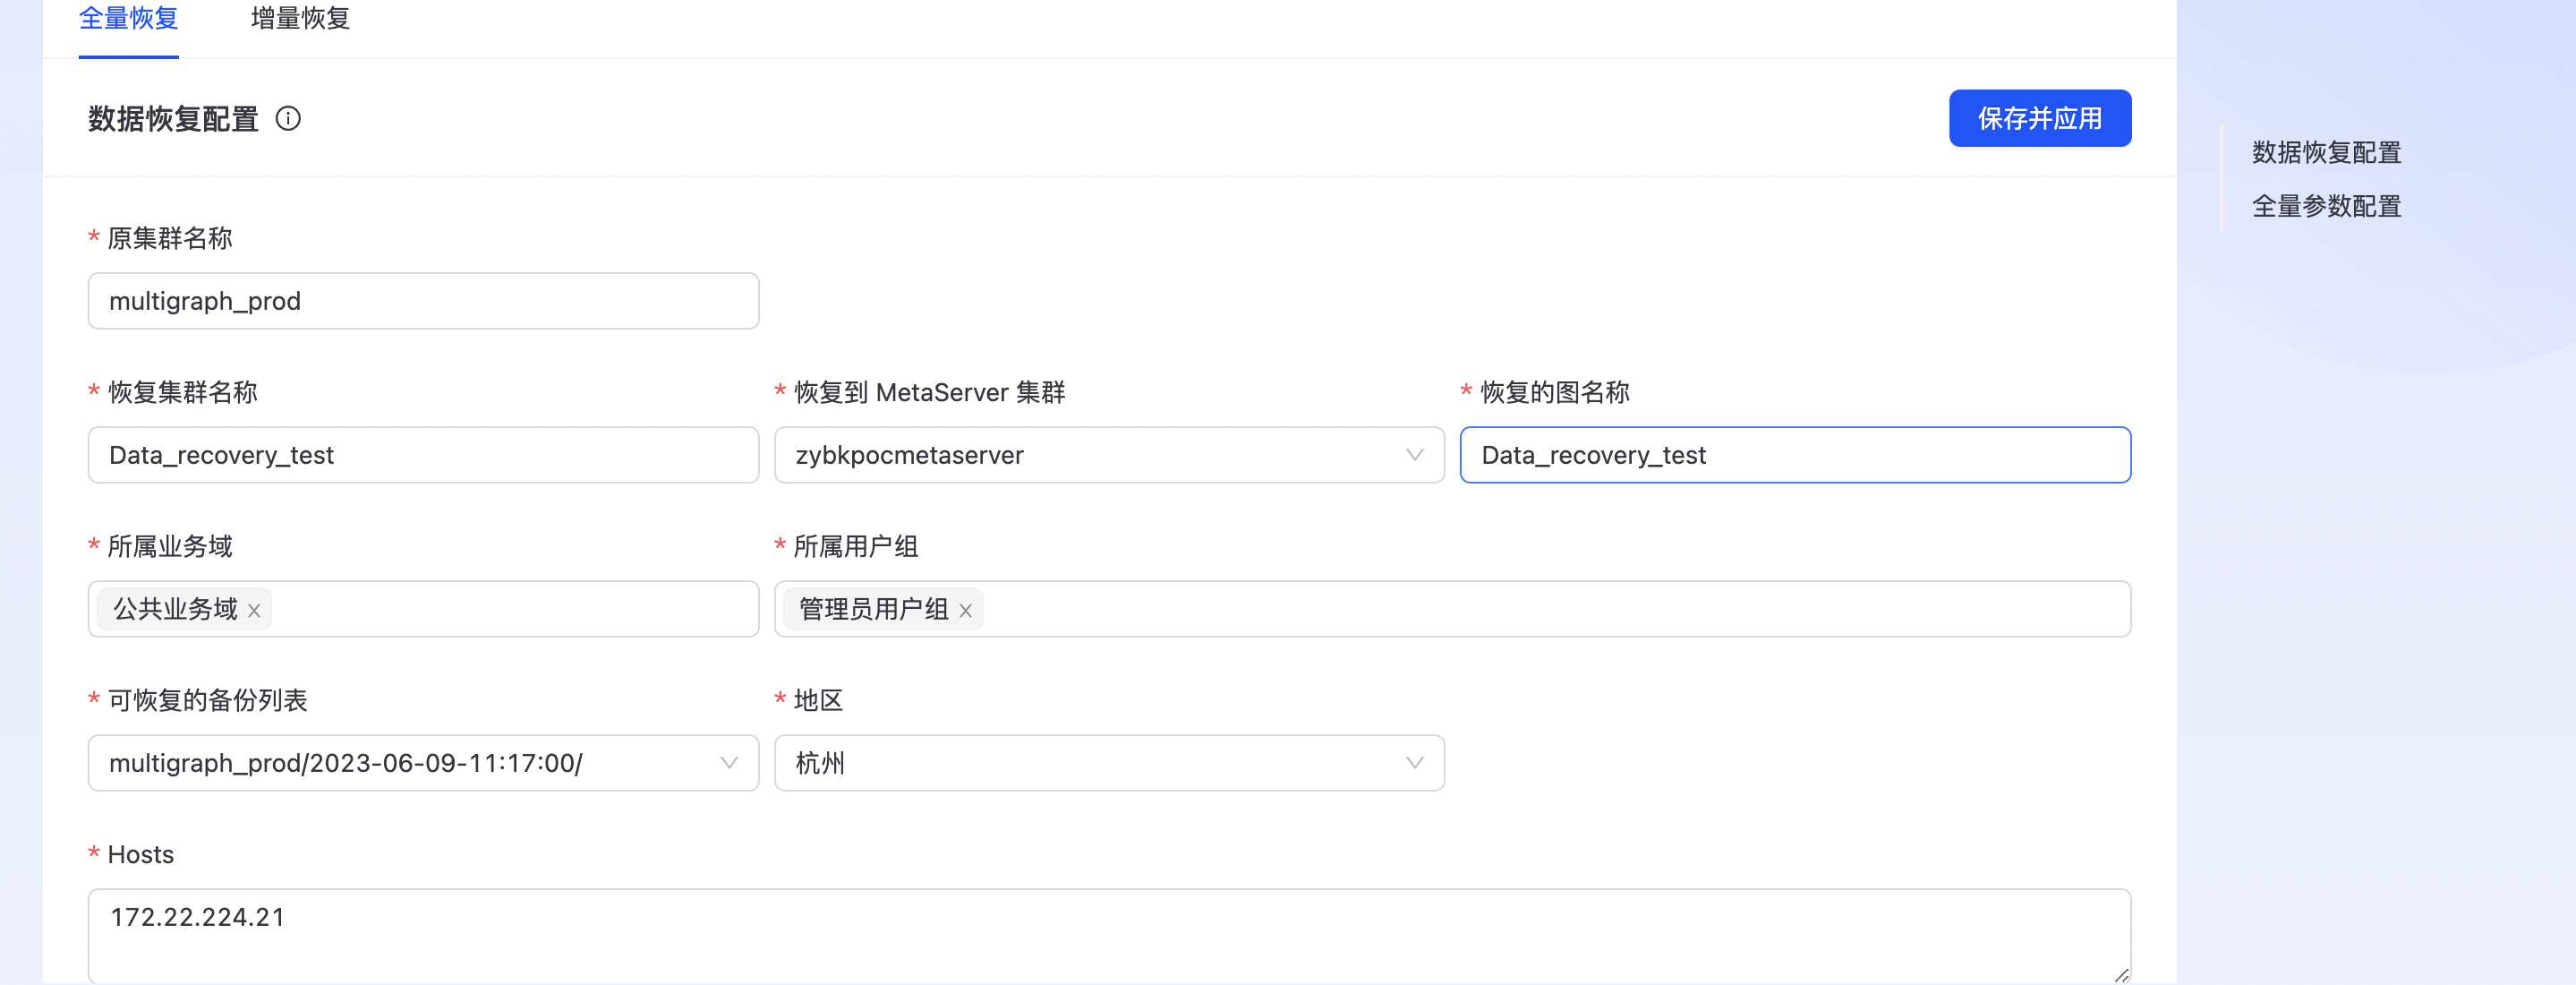 全量恢复 增量恢复
数据恢复配置
保存并应用
数据恢复配置
全量参数配置
* 原集群名称
multigraph_prod
* 恢复集群名称 * 恢复到 MetaServer 集群 * 恢复的图名称
Data_recovery_test zybkpocmetaserver Data_recovery_test
* 所属业务域 * 所属用户组
公共业务域 管理员用户组
* 可恢复的备份列表 * 地区
multigraph_prod/2023-06-09-11:17:00/ 杭州
* Hosts
172.22.224.21